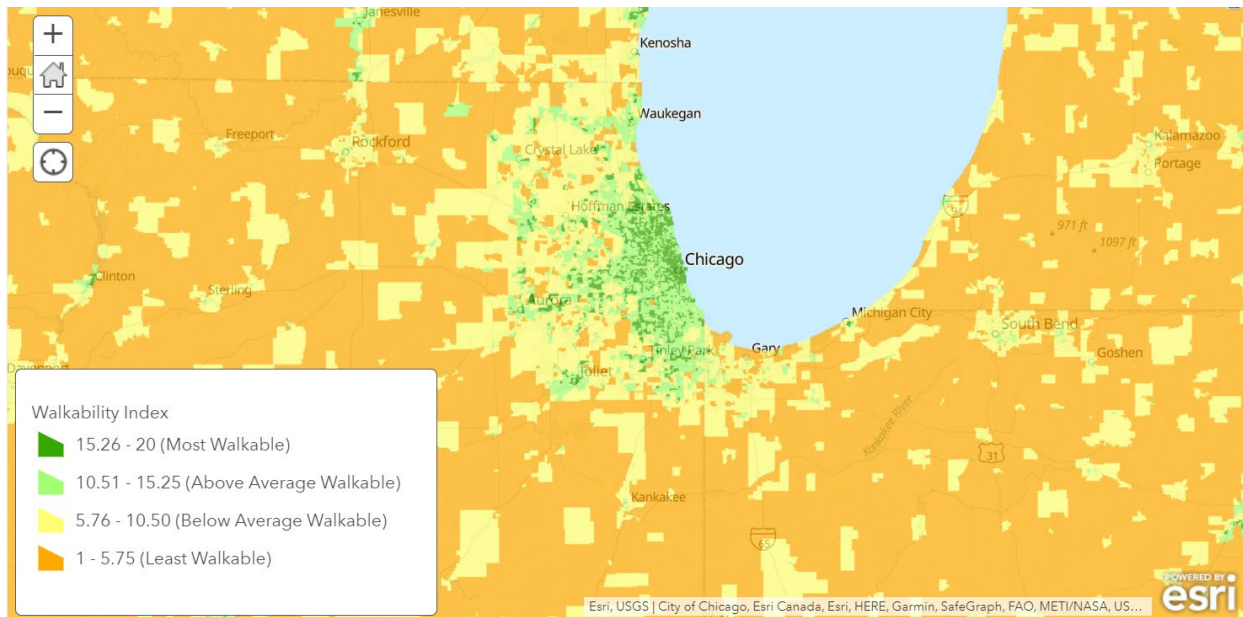 +
−
Janesville
Kenosha
Waukegan
Freeport
Rockford
Crystal Lake
Kalamazoo
Portage
Hoffman Estates
94
971 ft
1097 ft
Chicago
Clinton
Sterling
Aurora
Michigan City
South Bend
Tinley Park
Gary
Goshen
Davenport
Joliet
Kankakee River
31
Kankakee
65
Walkability Index
15.26 - 20 (Most Walkable)
10.51 - 15.25 (Above Average Walkable)
5.76 - 10.50 (Below Average Walkable)
1 - 5.75 (Least Walkable)
POWERED BY
esri
Esri, USGS | City of Chicago, Esri Canada, Esri, HERE, Garmin, SafeGraph, FAO, METI/NASA, US...